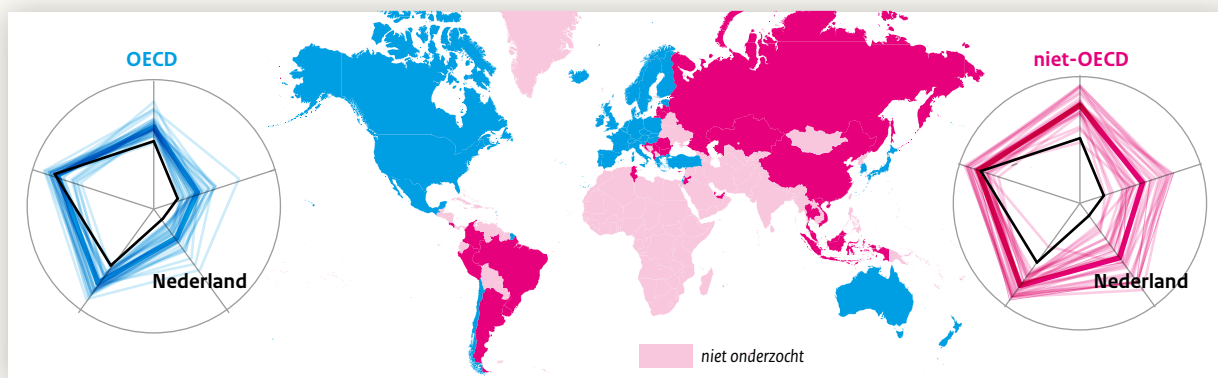 OECD
niet-OECD
Nederland
Nederland
niet onderzocht